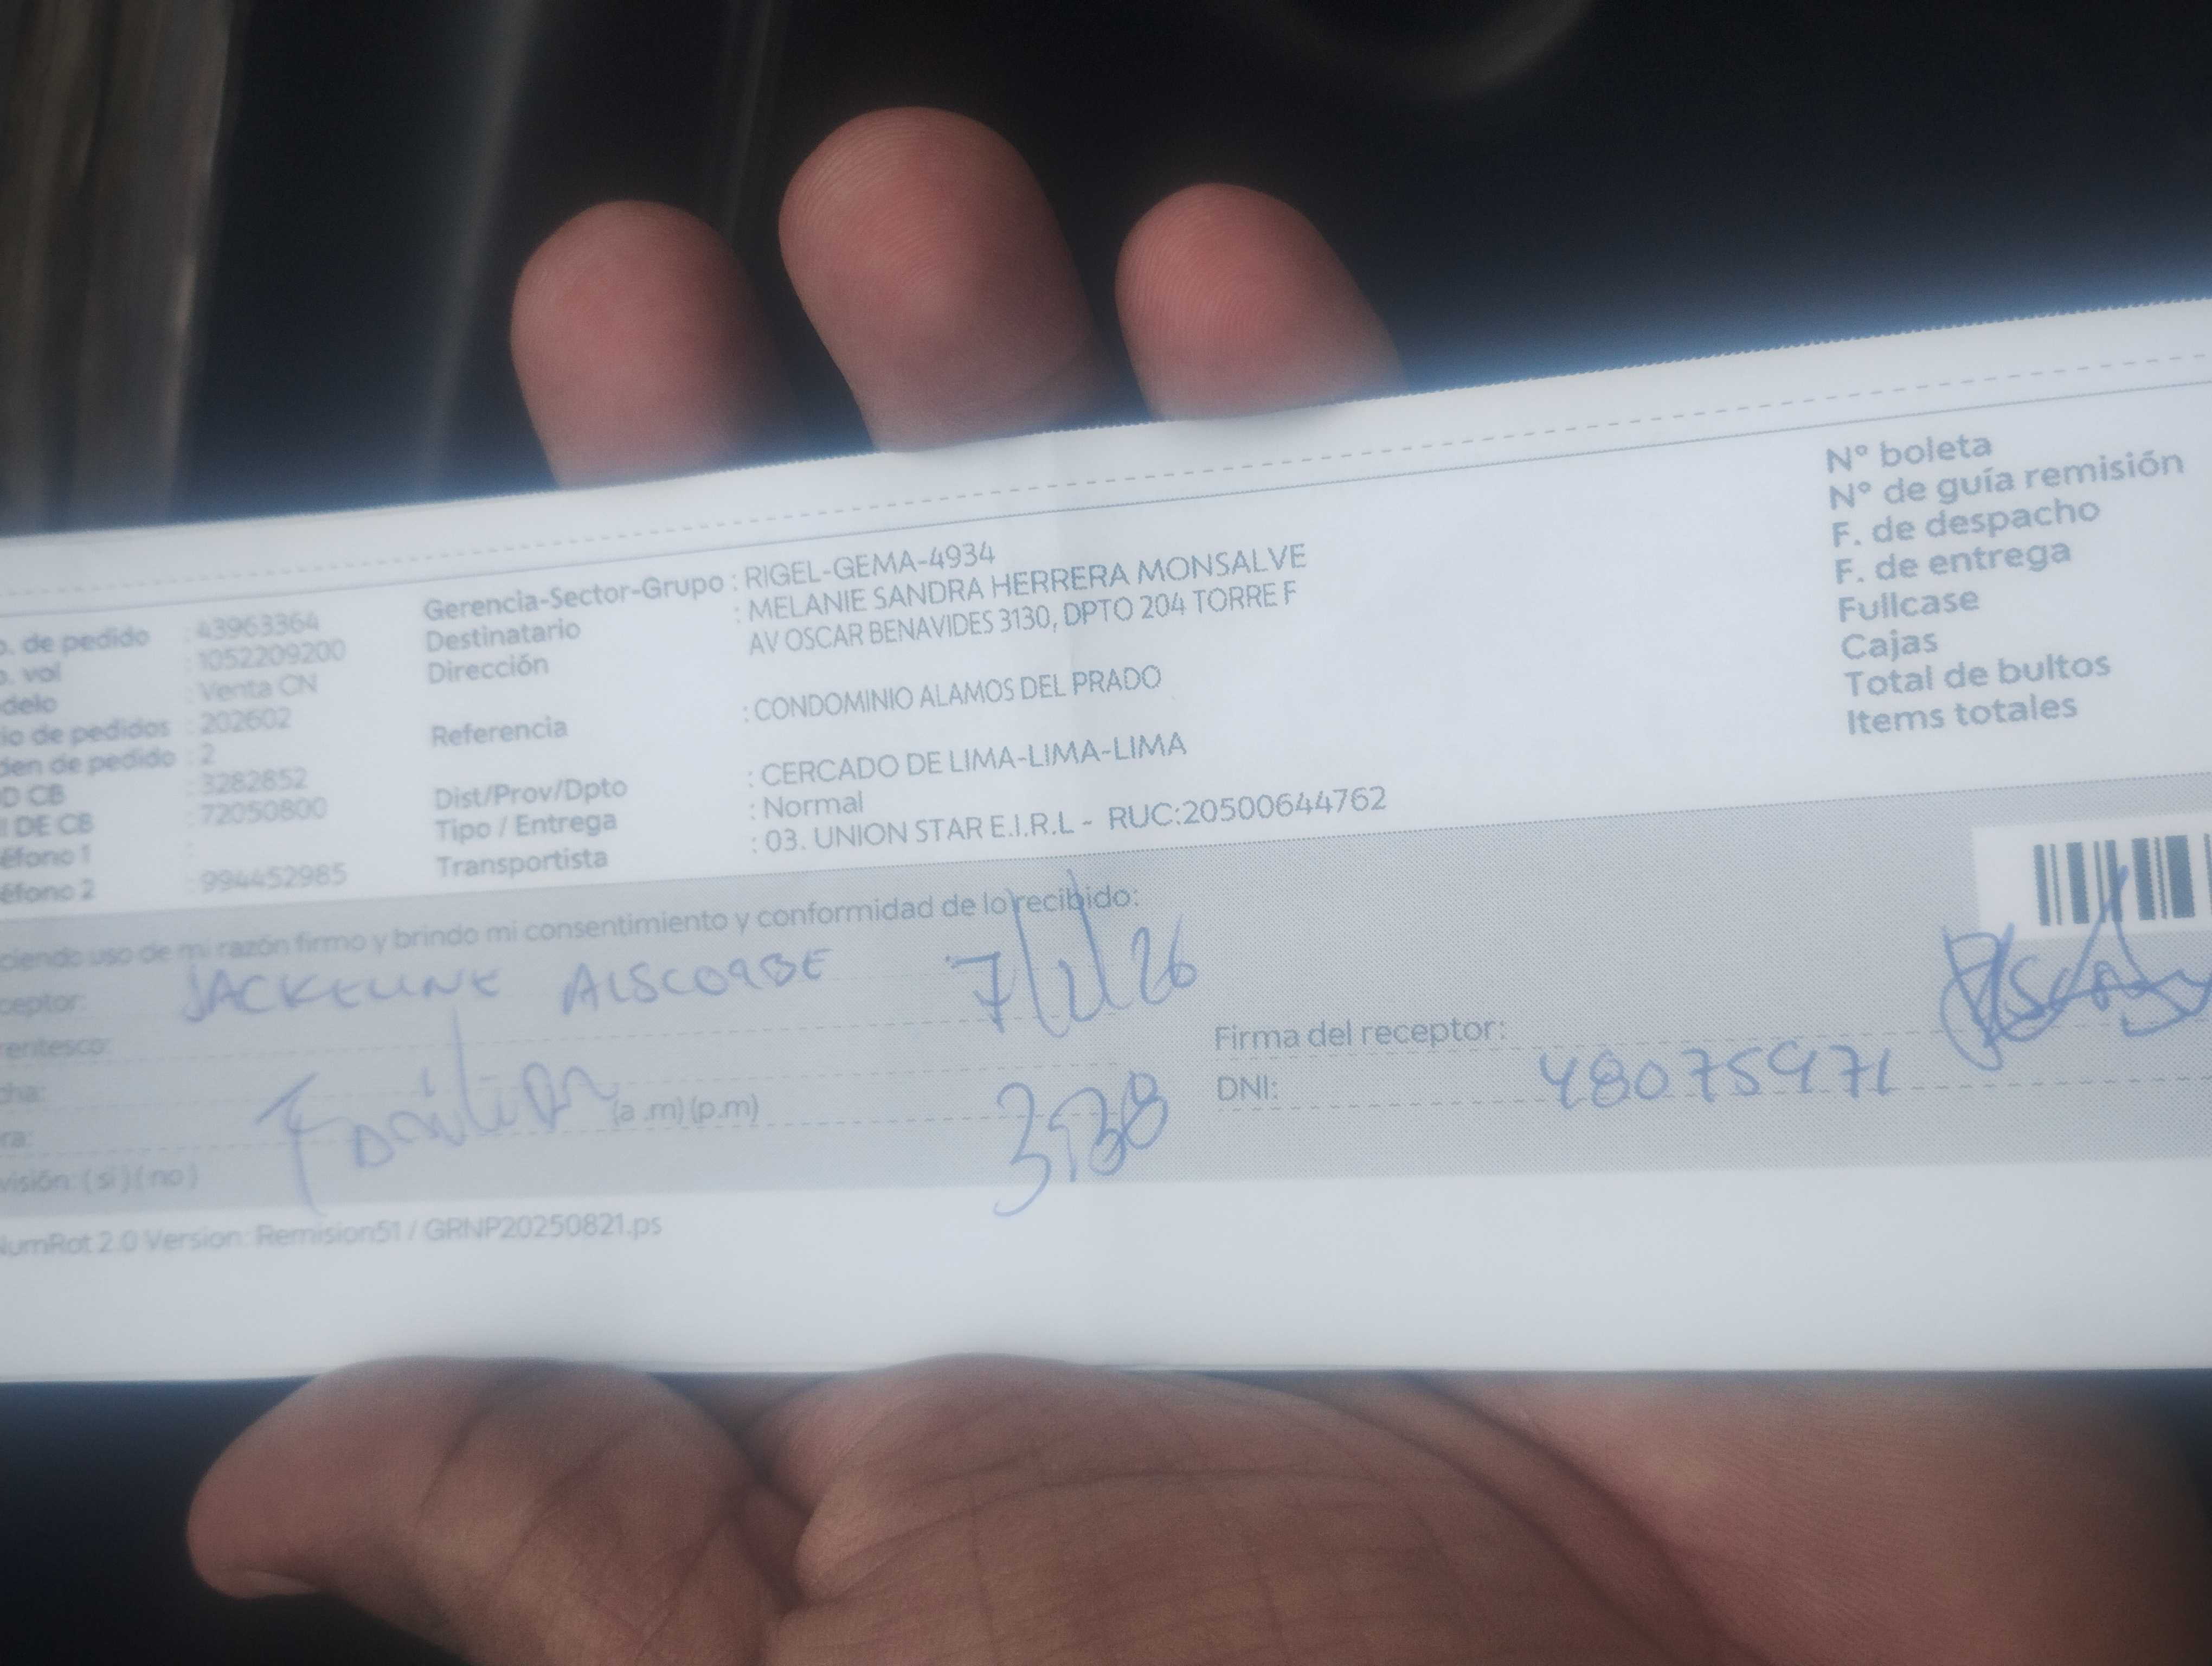 o. de pedido : 43963364
o. vol : 1052209200
delo : Venta CN
io de pedidos : 202602
den de pedido : 2
D CB : 3282852
I DE CB : 72050800
éfono 1 :
éfono 2 : 994452985
Gerencia-Sector-Grupo : RIGEL-GEMA-4934
Destinatario : MELANIE SANDRA HERRERA MONSALVE
Dirección AV OSCAR BENAVIDES 3130, DPTO 204 TORRE F
Referencia : CONDOMINIO ALAMOS DEL PRADO
Dist/Prov/Dpto : CERCADO DE LIMA-LIMA-LIMA
Tipo / Entrega : Normal
Transportista : 03. UNION STAR E.I.R.L - RUC:20500644762
N° boleta
N° de guía remisión
F. de despacho
F. de entrega
Fullcase
Cajas
Total de bultos
Items totales
ciendo uso de mi razón firmo y brindo mi consentimiento y conformidad de lo recibido:
ceptor: JACKELINE 
rentesco:
cha:
ra: (a .m) (p.m)
visión: ( si ) ( no )
Firma del receptor:
DNI: 48075971
NumRot 2.0 Version: Remision51 / GRNP20250821.ps